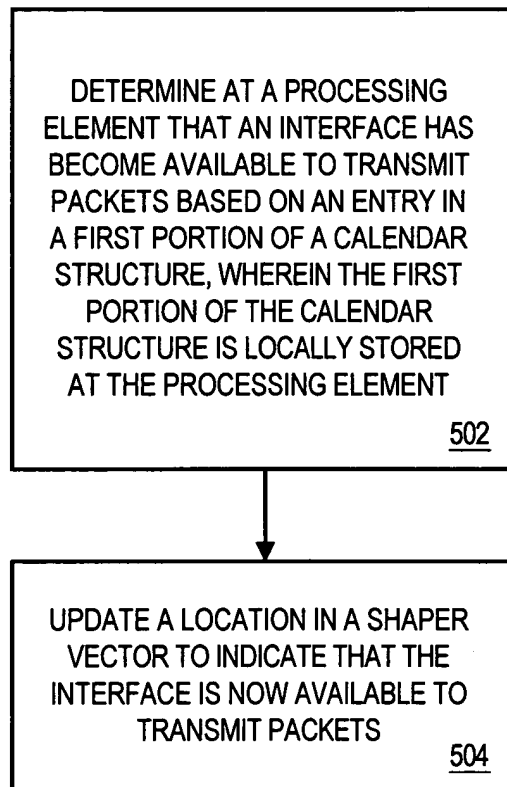 DETERMINE AT A PROCESSING
ELEMENT THAT AN INTERFACE HAS
BECOME AVAILABLE TO TRANSMIT
PACKETS BASED ON AN ENTRY IN
A FIRST PORTION OF A CALENDAR
STRUCTURE, WHEREIN THE FIRST
PORTION OF THE CALENDAR
STRUCTURE IS LOCALLY STORED
AT THE PROCESSING ELEMENT
502
UPDATE A LOCATION IN A SHAPER
VECTOR TO INDICATE THAT THE
INTERFACE IS NOW AVAILABLE TO
TRANSMIT PACKETS
504